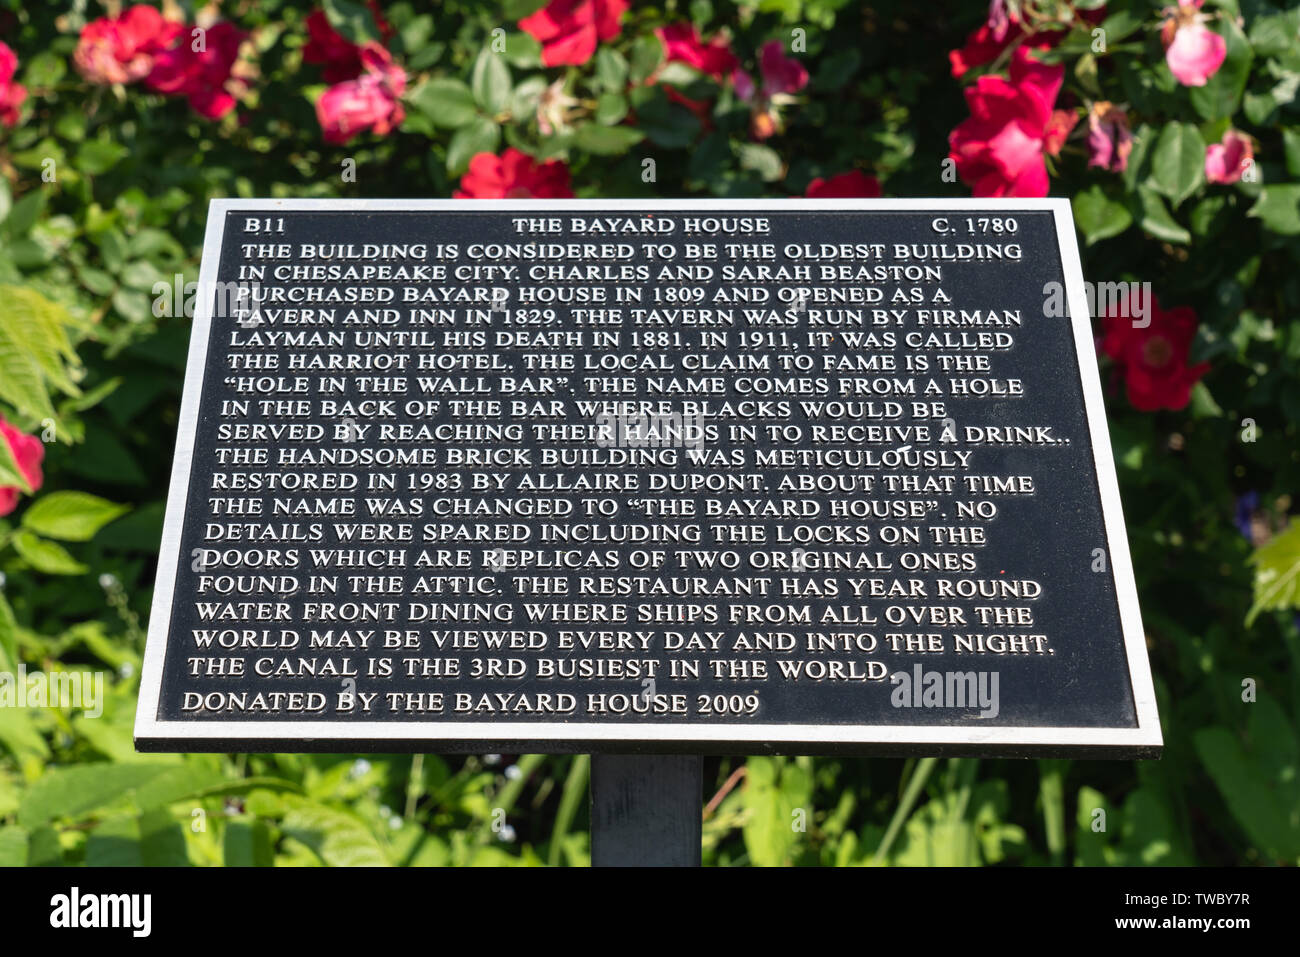 B11 THE BAYARD HOUSE C. 1780
THE BUILDING IS CONSIDERED TO BE THE OLDEST BUILDING
IN CHESAPEAKE CITY. CHARLES AND SARAH BEASTON
PURCHASED BAYARD HOUSE IN 1809 AND OPENED AS A
TAVERN AND INN IN 1829. THE TAVERN WAS RUN BY FIRMAN
LAYMAN UNTIL HIS DEATH IN 1881. IN 1911, IT WAS CALLED
THE HARRIOT HOTEL. THE LOCAL CLAIM TO FAME IS THE
“HOLE IN THE WALL BAR”. THE NAME COMES FROM A HOLE
IN THE BACK OF THE BAR WHERE BLACKS WOULD BE
SERVED BY REACHING THEIR HANDS IN TO RECEIVE A DRINK..
THE HANDSOME BRICK BUILDING WAS METICULOUSLY
RESTORED IN 1983 BY ALLAIRE DUPONT. ABOUT THAT TIME
THE NAME WAS CHANGED TO “THE BAYARD HOUSE”. NO
DETAILS WERE SPARED INCLUDING THE LOCKS ON THE
DOORS WHICH ARE REPLICAS OF TWO ORIGINAL ONES
FOUND IN THE ATTIC. THE RESTAURANT HAS YEAR ROUND
WATER FRONT DINING WHERE SHIPS FROM ALL OVER THE
WORLD MAY BE VIEWED EVERY DAY AND INTO THE NIGHT.
THE CANAL IS THE 3RD BUSIEST IN THE WORLD.
DONATED BY THE BAYARD HOUSE 2009
alamy
Image ID: TWBY7R
www.alamy.com